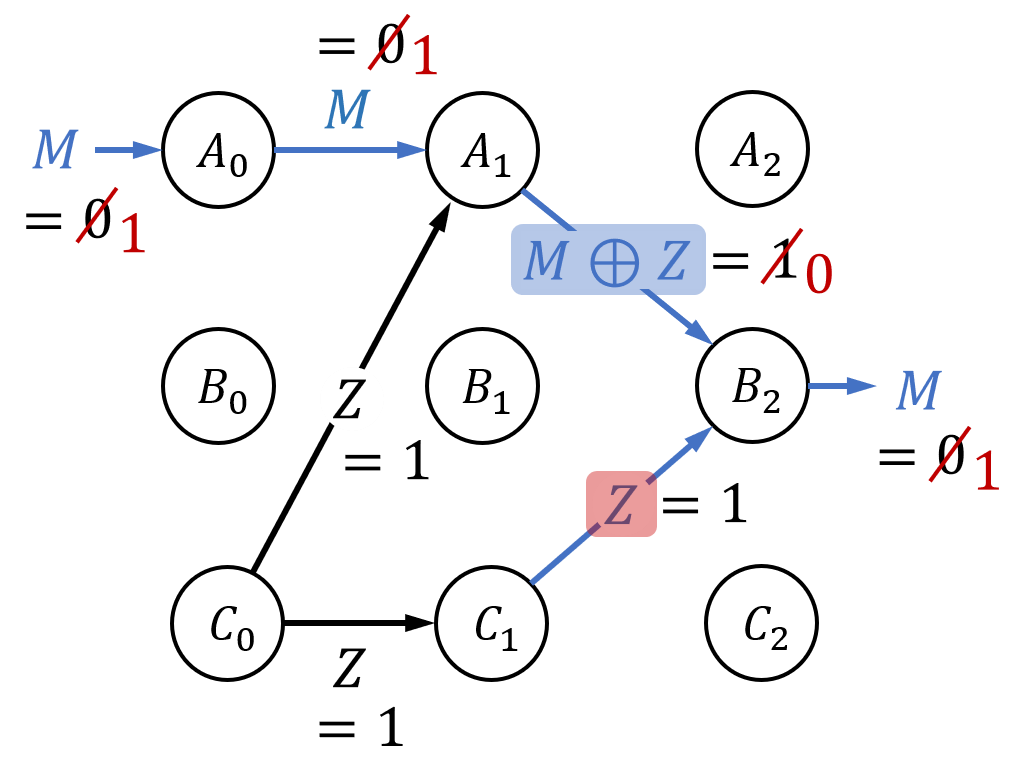 = 0 1
M
M
A₀
A₁
A₂
= 0 1
M ⊕ Z
= 1 0
B₀
B₁
B₂
M
Z
= 1
= 0 1
Z
= 1
C₀
C₁
C₂
Z
= 1